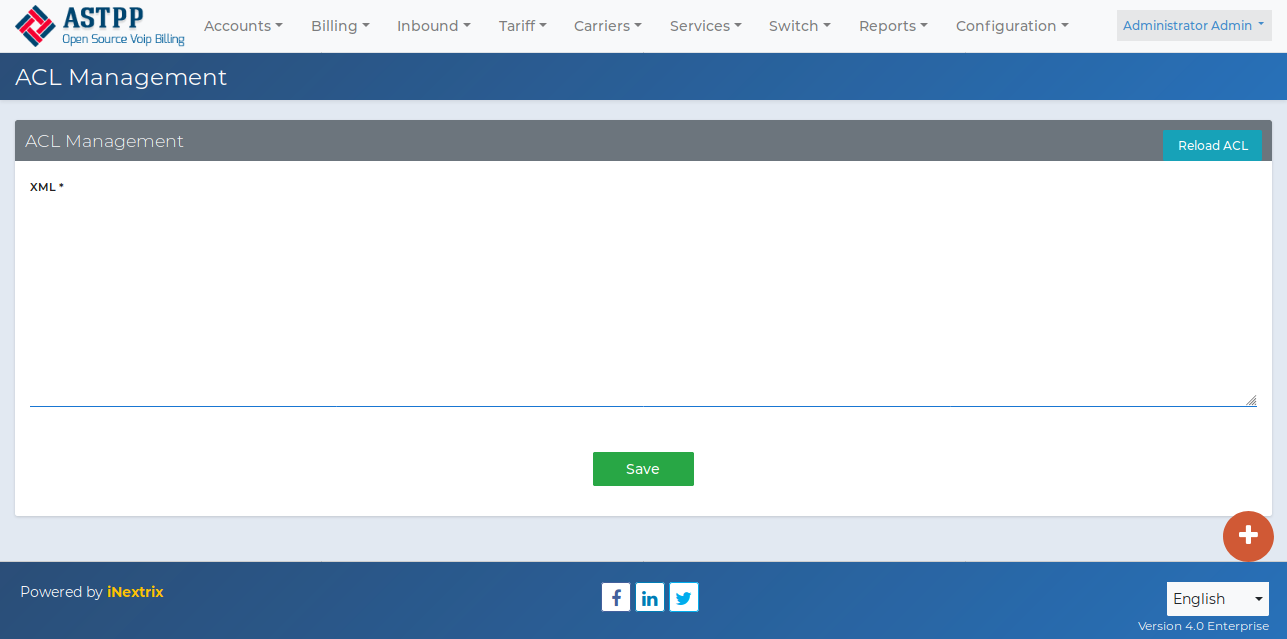 ASTPP
Open Source Voip Billing
Accounts Billing Inbound Tariff Carriers Services Switch Reports Configuration Administrator Admin
ACL Management
ACL Management
Reload ACL
XML *
Save
Powered by iNextrix
English
Version 4.0 Enterprise